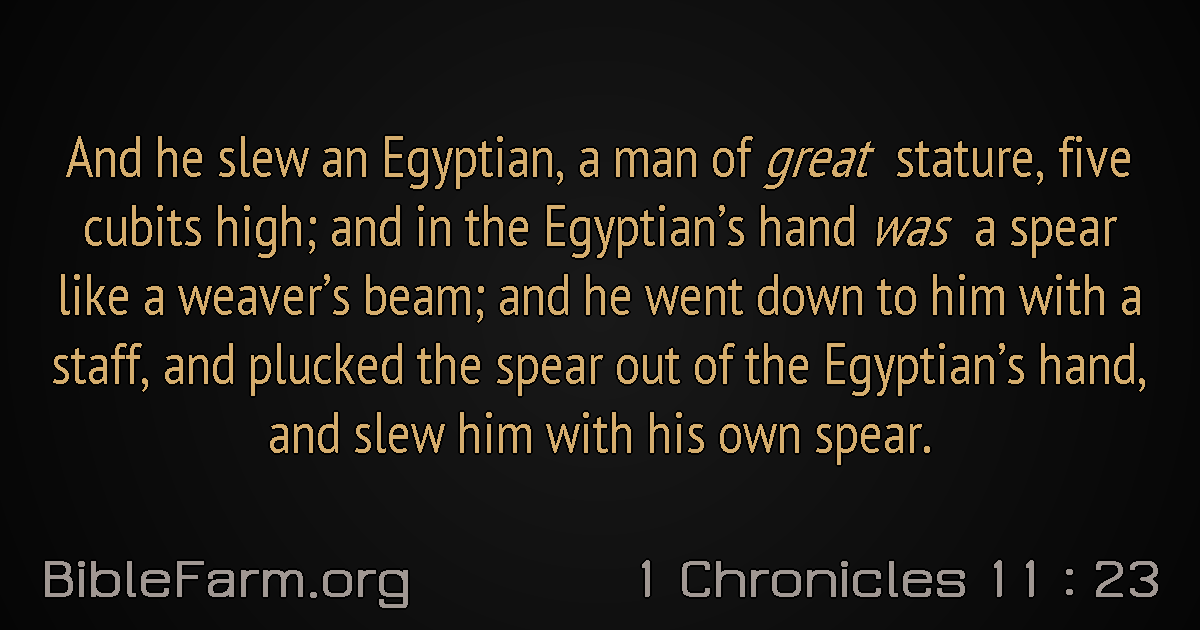 And he slew an Egyptian, a man of great stature, five
cubits high; and in the Egyptian’s hand was a spear
like a weaver’s beam; and he went down to him with a
staff, and plucked the spear out of the Egyptian’s hand,
and slew him with his own spear.
BibleFarm.org
1 Chronicles 11 : 23